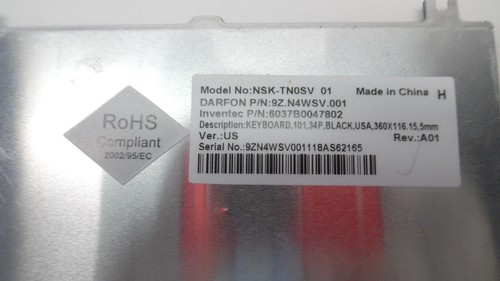 RoHS
Compliant
2002/95/EC
Model No:NSK-TN0SV 01 Made in China H
DARFON P/N:9Z.N4WSV.001
Inventec P/N:6037B0047802
Description:KEYBOARD,101,34P,BLACK,USA,360X116.15,5mm
Ver.:US Rev.:A01
Serial No.:9ZN4WSV001118AS62165